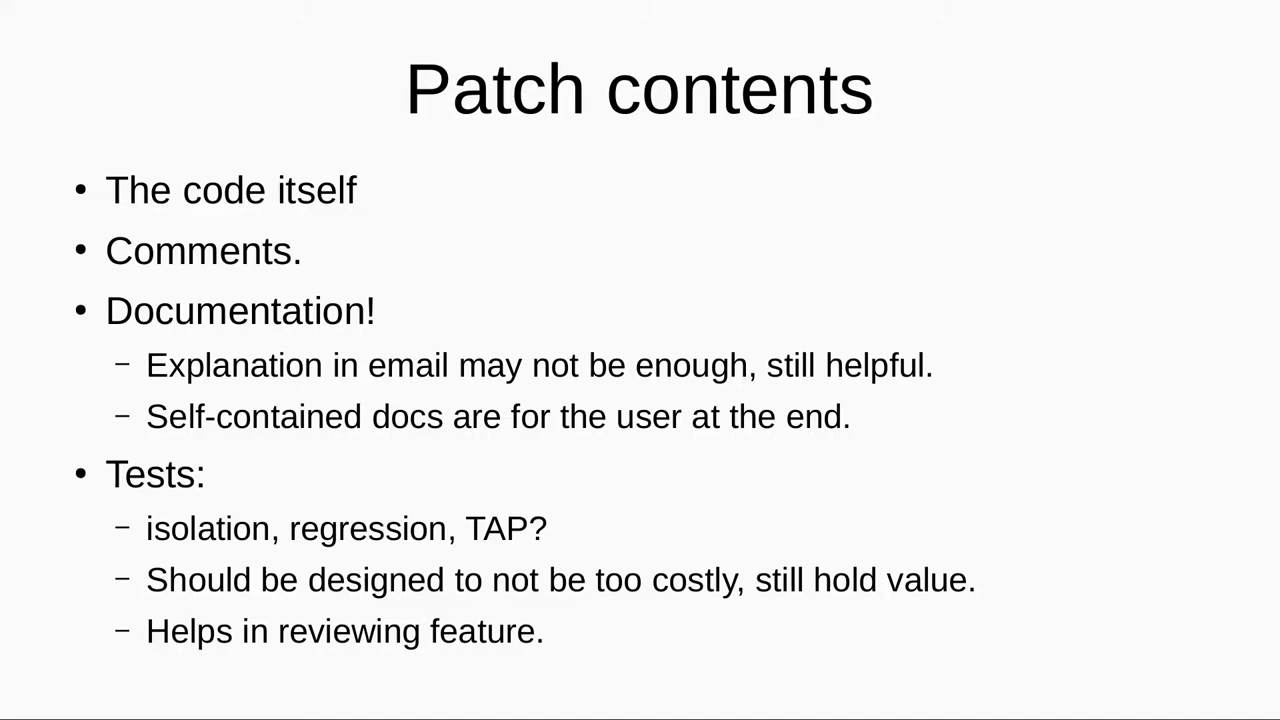 Patch contents
• The code itself
• Comments.
• Documentation!
– Explanation in email may not be enough, still helpful.
– Self-contained docs are for the user at the end.
• Tests:
– isolation, regression, TAP?
– Should be designed to not be too costly, still hold value.
– Helps in reviewing feature.